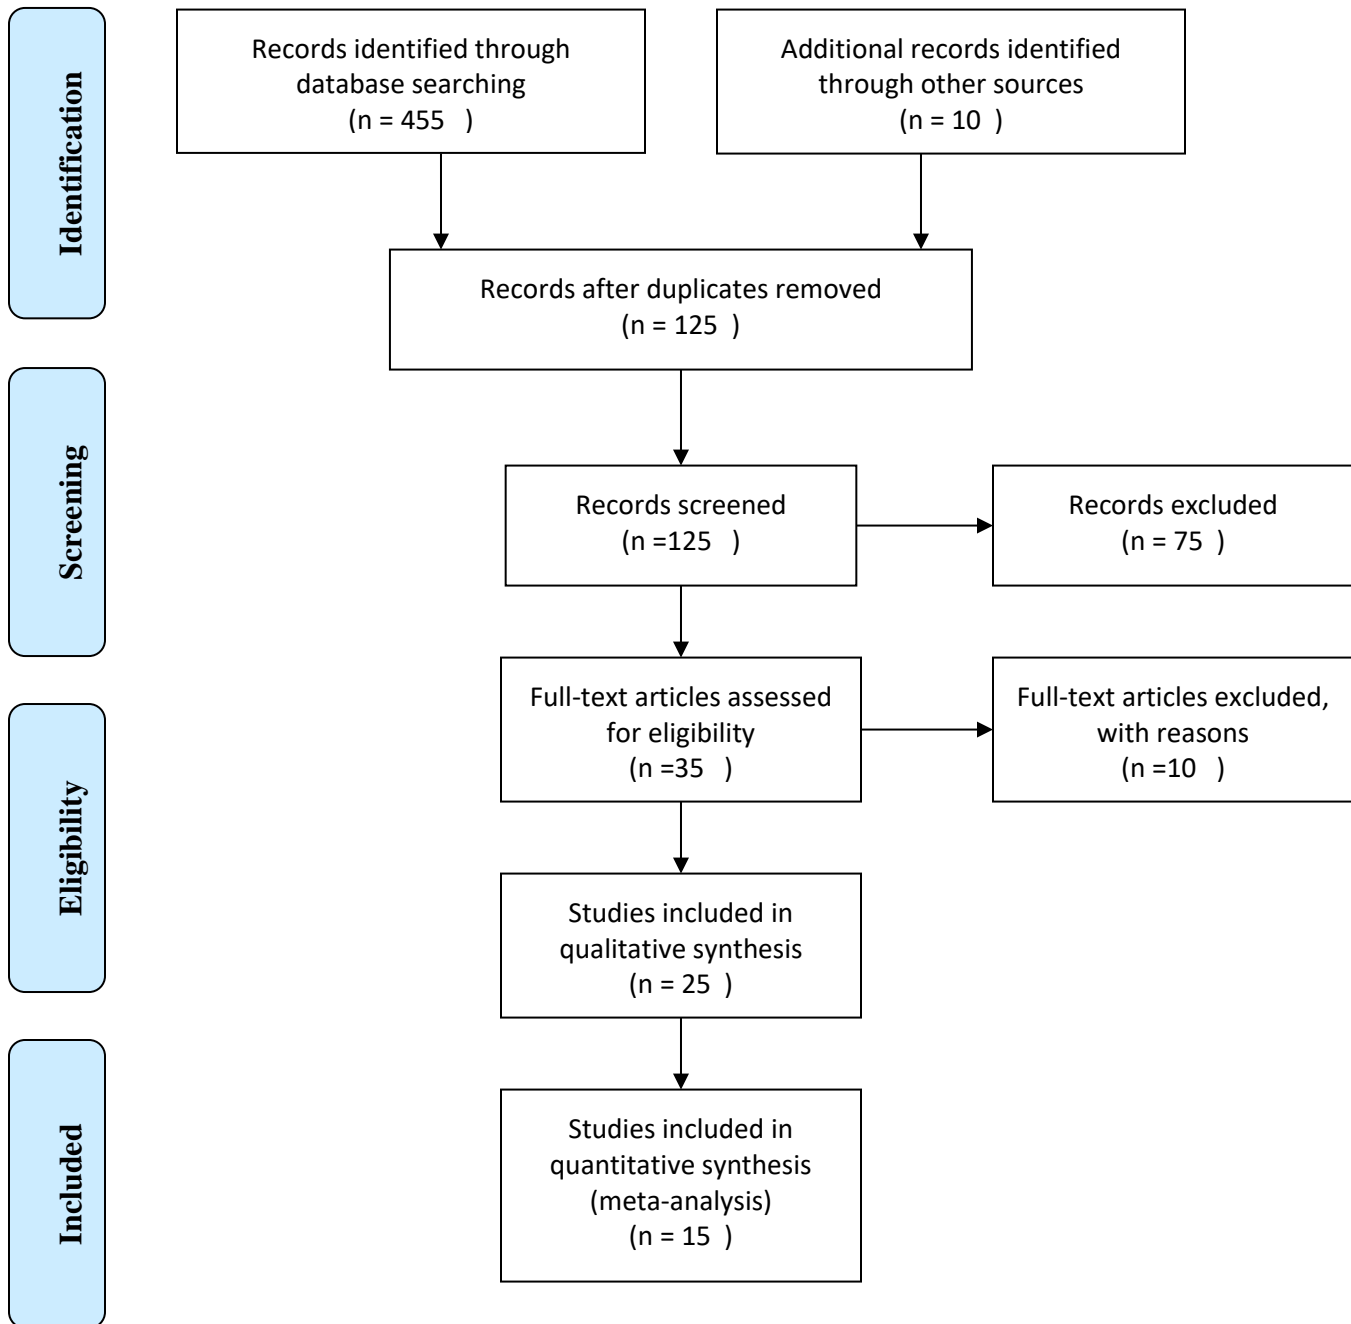 Identification
Records identified through
database searching
(n = 455   )
Additional records identified
through other sources
(n = 10  )
Records after duplicates removed
(n = 125   )
Screening
Records screened
(n =125   )
Records excluded
(n = 75  )
Eligibility
Full-text articles assessed
for eligibility
(n =35   )
Full-text articles excluded,
with reasons
(n =10   )
Studies included in
qualitative synthesis
(n = 25  )
Included
Studies included in
quantitative synthesis
(meta-analysis)
(n = 15  )